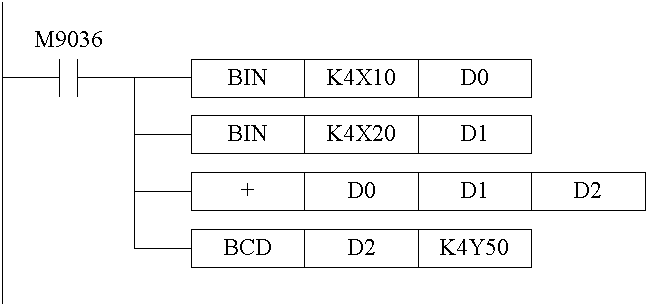 M9036
BIN K4X10 D0
BIN K4X20 D1
+ D0 D1 D2
BCD D2 K4Y50